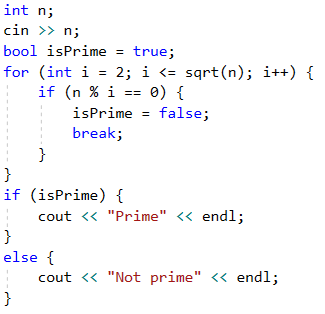 int n;
cin >> n;
bool isPrime = true;
for (int i = 2; i <= sqrt(n); i++) {
    if (n % i == 0) {
        isPrime = false;
        break;
    }
}
if (isPrime) {
    cout << "Prime" << endl;
}
else {
    cout << "Not prime" << endl;
}